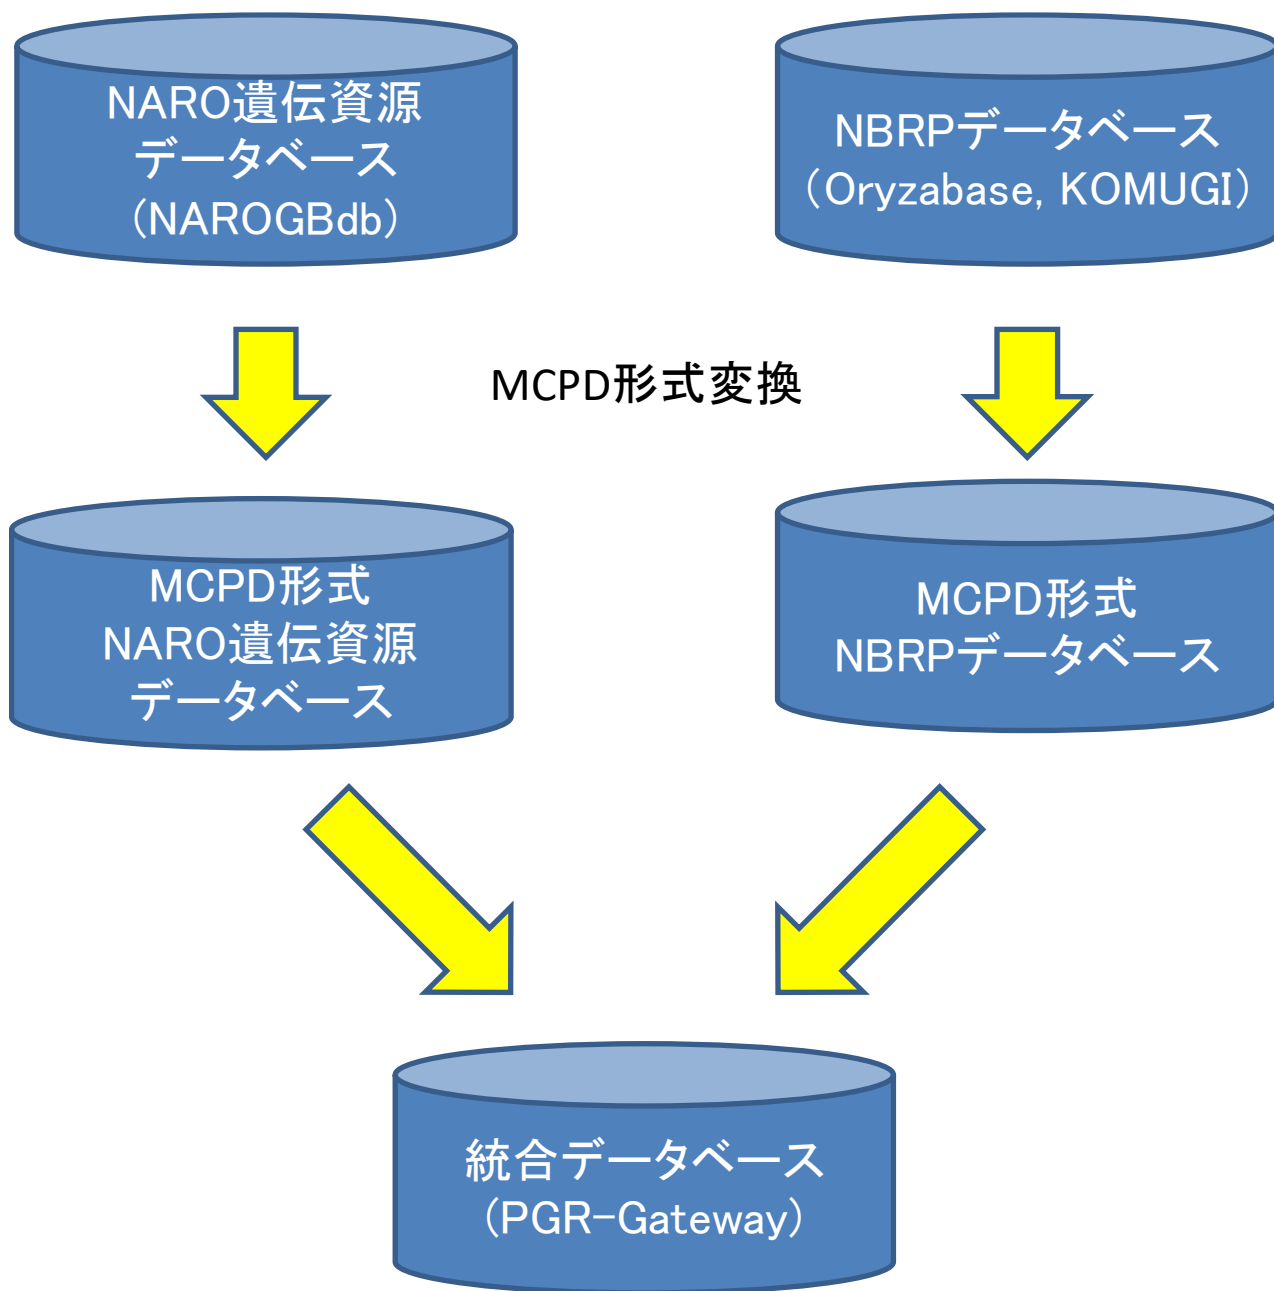 NARO遺伝資源
データベース
（NAROGBdb）
NBRPデータベース
（Oryzabase, KOMUGI）
MCPD形式変換
MCPD形式
NARO遺伝資源
データベース
MCPD形式
NBRPデータベース
統合データベース
（PGR-Gateway）